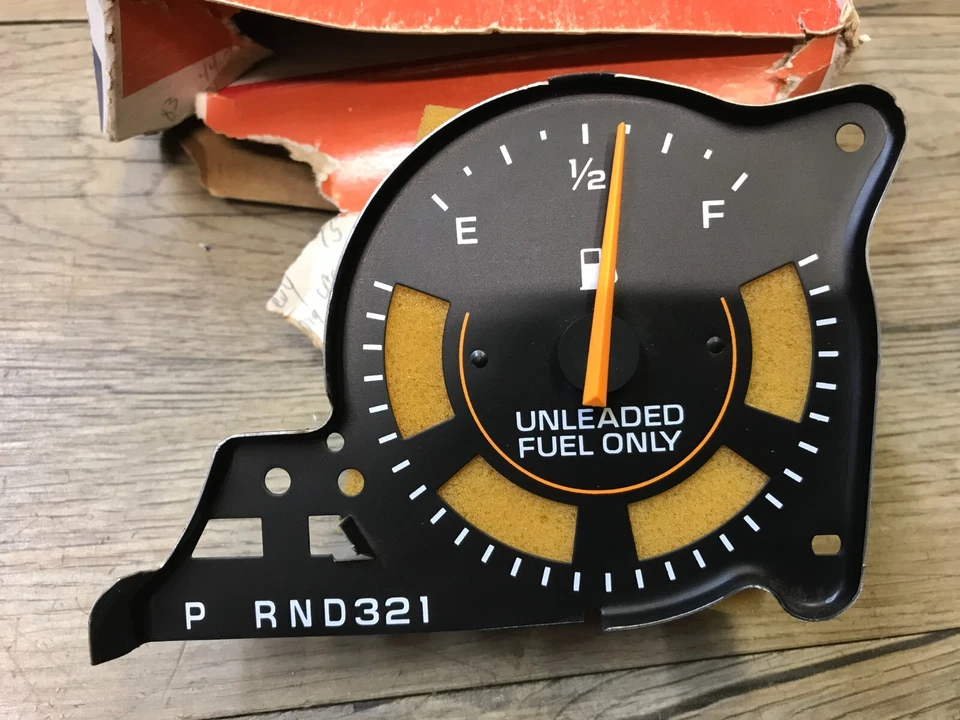 ½
E
F
UNLEADED
FUEL ONLY
P RND321